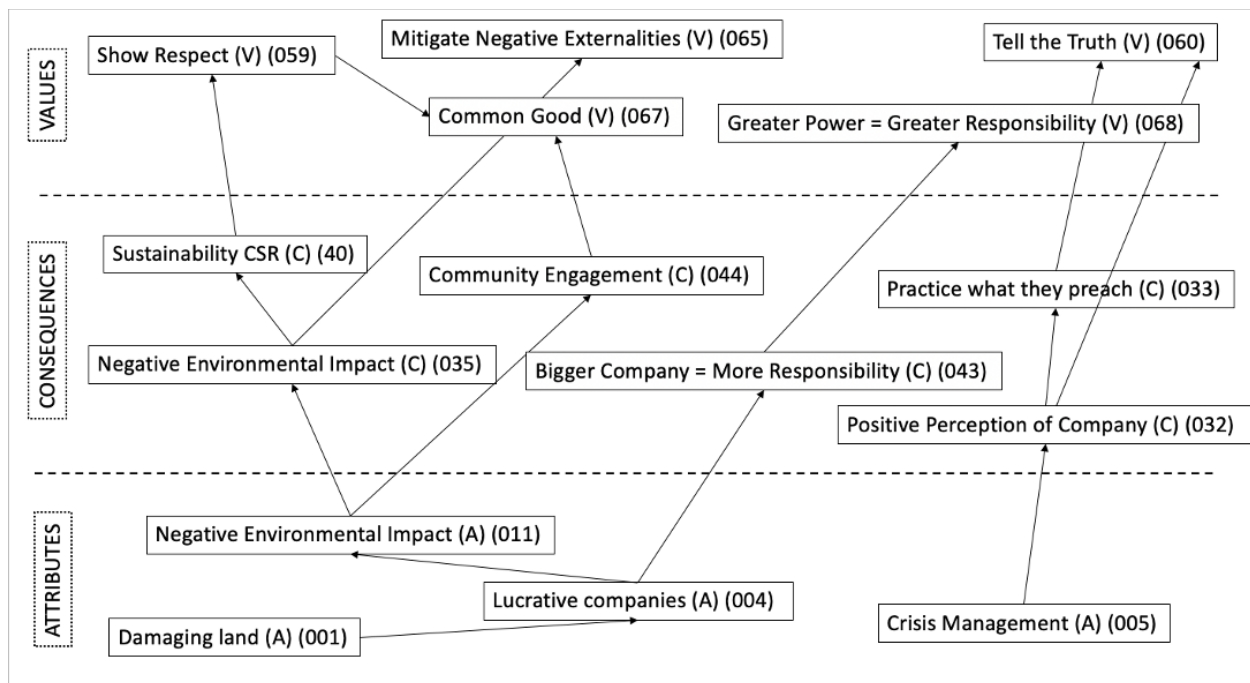 VALUES
Show Respect (V) (059)
Mitigate Negative Externalities (V) (065)
Tell the Truth (V) (060)
Common Good (V) (067)
Greater Power = Greater Responsibility (V) (068)
CONSEQUENCES
Sustainability CSR (C) (40)
Community Engagement (C) (044)
Practice what they preach (C) (033)
Negative Environmental Impact (C) (035)
Bigger Company = More Responsibility (C) (043)
Positive Perception of Company (C) (032)
ATTRIBUTES
Negative Environmental Impact (A) (011)
Lucrative companies (A) (004)
Crisis Management (A) (005)
Damaging land (A) (001)